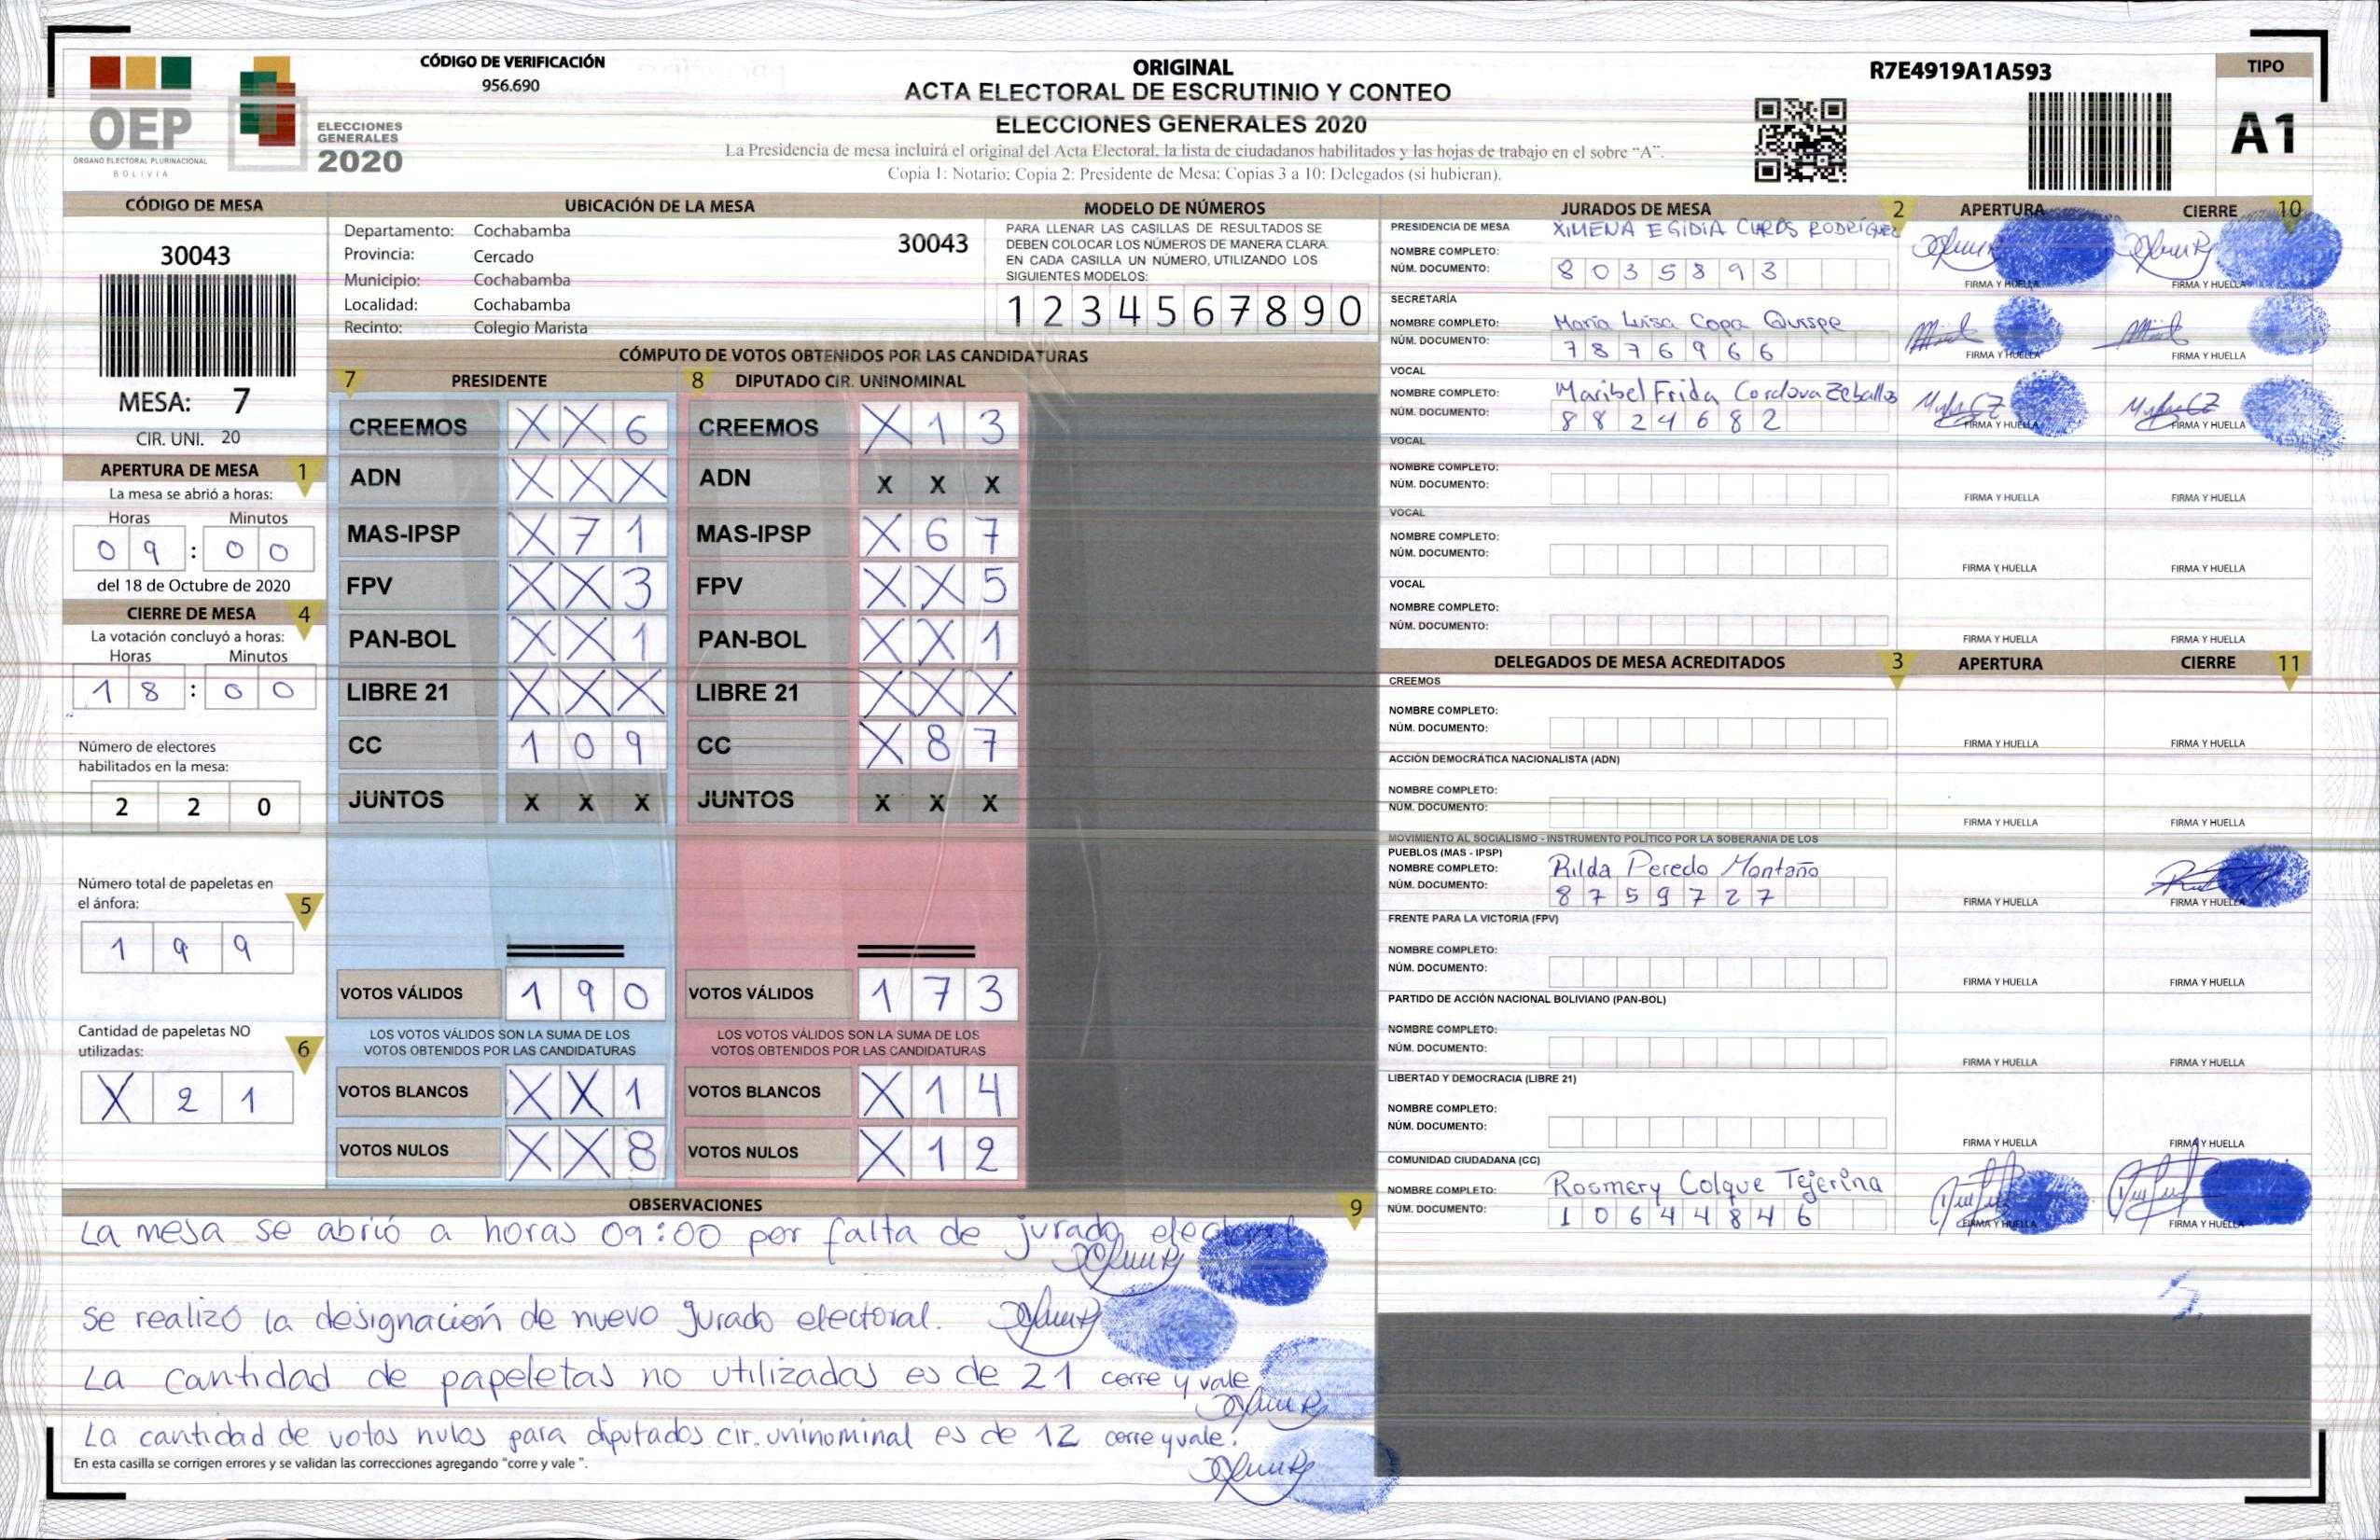 OEP
ÓRGANO ELECTORAL PLURINACIONAL
BOLIVIA
ELECCIONES
GENERALES
2020
CÓDIGO DE VERIFICACIÓN
956.690
ORIGINAL
ACTA ELECTORAL DE ESCRUTINIO Y CONTEO
ELECCIONES GENERALES 2020
La Presidencia de mesa incluirá el original del Acta Electoral, la lista de ciudadanos habilitados y las hojas de trabajo en el sobre "A".
Copia 1: Notario; Copia 2: Presidente de Mesa; Copias 3 a 10: Delegados (si hubieran).
R7E4919A1A593
TIPO
A1
CÓDIGO DE MESA
30043
MESA: 7
CIR. UNI. 20
APERTURA DE MESA 1
La mesa se abrió a horas:
Horas Minutos
0 9 : 0 0
del 18 de Octubre de 2020
CIERRE DE MESA 4
La votación concluyó a horas:
Horas Minutos
1 8 : 0 0
Número de electores
habilitados en la mesa:
2 2 0
Número total de papeletas en
el ánfora: 5
1 9 9
Cantidad de papeletas NO
utilizadas: 6
X 2 1
UBICACIÓN DE LA MESA
Departamento: Cochabamba
Provincia: Cercado
Municipio: Cochabamba
Localidad: Cochabamba
Recinto: Colegio Marista
30043
MODELO DE NÚMEROS
PARA LLENAR LAS CASILLAS DE RESULTADOS SE
DEBEN COLOCAR LOS NÚMEROS DE MANERA CLARA.
EN CADA CASILLA UN NÚMERO, UTILIZANDO LOS
SIGUIENTES MODELOS:
1 2 3 4 5 6 7 8 9 0
CÓMPUTO DE VOTOS OBTENIDOS POR LAS CANDIDATURAS
7 PRESIDENTE 8 DIPUTADO CIR. UNINOMINAL
CREEMOS X X 6 CREEMOS X 1 3
ADN X X X ADN X X X
MAS-IPSP X 7 1 MAS-IPSP X 6 7
FPV X X 3 FPV X X 5
PAN-BOL X X 1 PAN-BOL X X 1
LIBRE 21 X X X LIBRE 21 X X X
CC 1 0 9 CC X 8 7
JUNTOS X X X JUNTOS X X X
VOTOS VÁLIDOS 1 9 0 VOTOS VÁLIDOS 1 7 3
LOS VOTOS VÁLIDOS SON LA SUMA DE LOS LOS VOTOS VÁLIDOS SON LA SUMA DE LOS
VOTOS OBTENIDOS POR LAS CANDIDATURAS VOTOS OBTENIDOS POR LAS CANDIDATURAS
VOTOS BLANCOS X X 1 VOTOS BLANCOS X 1 4
VOTOS NULOS X X 8 VOTOS NULOS X 1 2
OBSERVACIONES 9
La mesa se abrió a horas 09:00 por falta de jurado electoral
Se realizó la designación de nuevo jurado electoral.
La cantidad de papeletas no utilizadas es de 21 corre y vale
La cantidad de votos nulos para diputados cir. uninominal es de 12 corre y vale.
En esta casilla se corrigen errores y se validan las correcciones agregando "corre y vale ".
JURADOS DE MESA 2 APERTURA CIERRE 10
PRESIDENCIA DE MESA XIMENA EGIDIA RODRÍGUEZ
NOMBRE COMPLETO:
NÚM. DOCUMENTO: 8 0 3 5 8 9 3 FIRMA Y HUELLA FIRMA Y HUELLA
SECRETARÍA
NOMBRE COMPLETO: María Luisa Copa Quispe
NÚM. DOCUMENTO: 7 8 7 6 9 6 6 FIRMA Y HUELLA FIRMA Y HUELLA
VOCAL
NOMBRE COMPLETO: Maribel Frida Cordova Zeballos
NÚM. DOCUMENTO: 8 8 2 4 6 8 2 FIRMA Y HUELLA FIRMA Y HUELLA
VOCAL
NOMBRE COMPLETO:
NÚM. DOCUMENTO: FIRMA Y HUELLA FIRMA Y HUELLA
VOCAL
NOMBRE COMPLETO:
NÚM. DOCUMENTO: FIRMA Y HUELLA FIRMA Y HUELLA
VOCAL
NOMBRE COMPLETO:
NÚM. DOCUMENTO: FIRMA Y HUELLA FIRMA Y HUELLA
DELEGADOS DE MESA ACREDITADOS 3 APERTURA CIERRE 11
CREEMOS
NOMBRE COMPLETO:
NÚM. DOCUMENTO: FIRMA Y HUELLA FIRMA Y HUELLA
ACCIÓN DEMOCRÁTICA NACIONALISTA (ADN)
NOMBRE COMPLETO:
NÚM. DOCUMENTO: FIRMA Y HUELLA FIRMA Y HUELLA
MOVIMIENTO AL SOCIALISMO - INSTRUMENTO POLÍTICO POR LA SOBERANIA DE LOS
PUEBLOS (MAS - IPSP)
NOMBRE COMPLETO: Rilda Peredo Montaño
NÚM. DOCUMENTO: 8 7 5 9 7 2 7 FIRMA Y HUELLA FIRMA Y HUELLA
FRENTE PARA LA VICTORIA (FPV)
NOMBRE COMPLETO:
NÚM. DOCUMENTO: FIRMA Y HUELLA FIRMA Y HUELLA
PARTIDO DE ACCIÓN NACIONAL BOLIVIANO (PAN-BOL)
NOMBRE COMPLETO:
NÚM. DOCUMENTO: FIRMA Y HUELLA FIRMA Y HUELLA
LIBERTAD Y DEMOCRACIA (LIBRE 21)
NOMBRE COMPLETO:
NÚM. DOCUMENTO: FIRMA Y HUELLA FIRMA Y HUELLA
COMUNIDAD CIUDADANA (CC)
NOMBRE COMPLETO: Rosmery Colque Tejerina
NÚM. DOCUMENTO: 1 0 6 4 4 8 4 6 FIRMA Y HUELLA FIRMA Y HUELLA